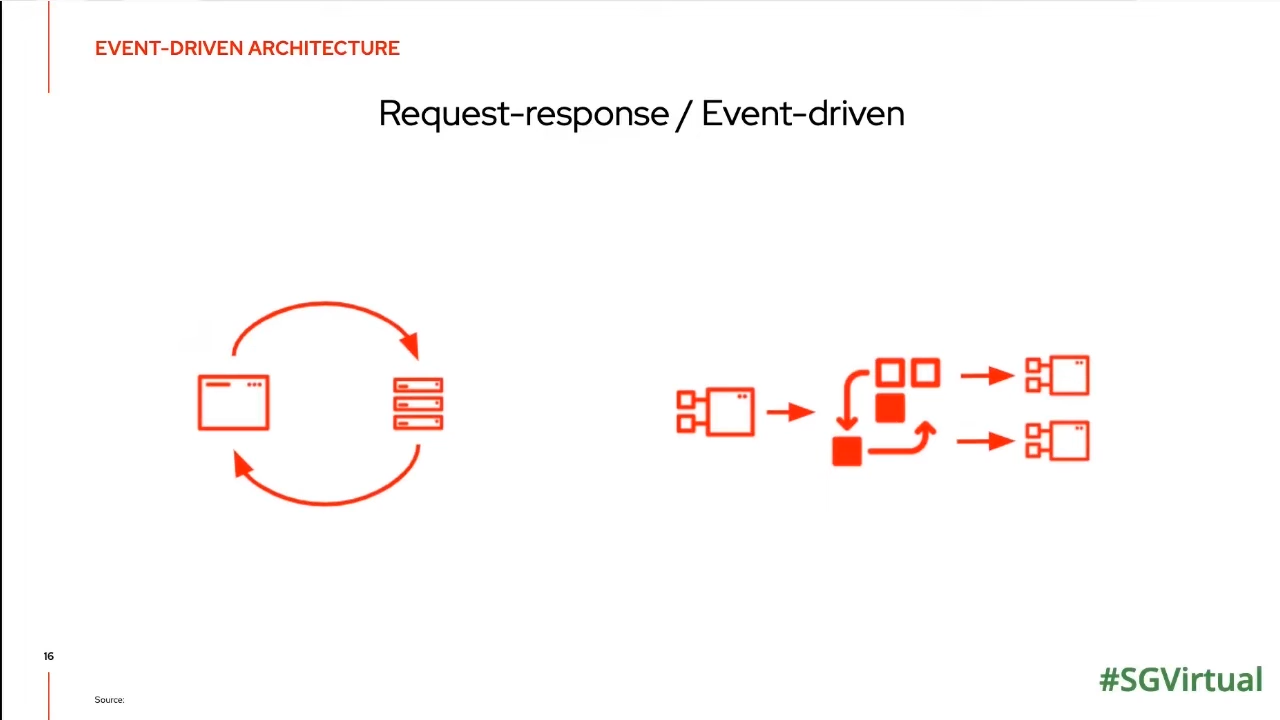 EVENT-DRIVEN ARCHITECTURE
Request-response / Event-driven
16
Source:
#SGVirtual